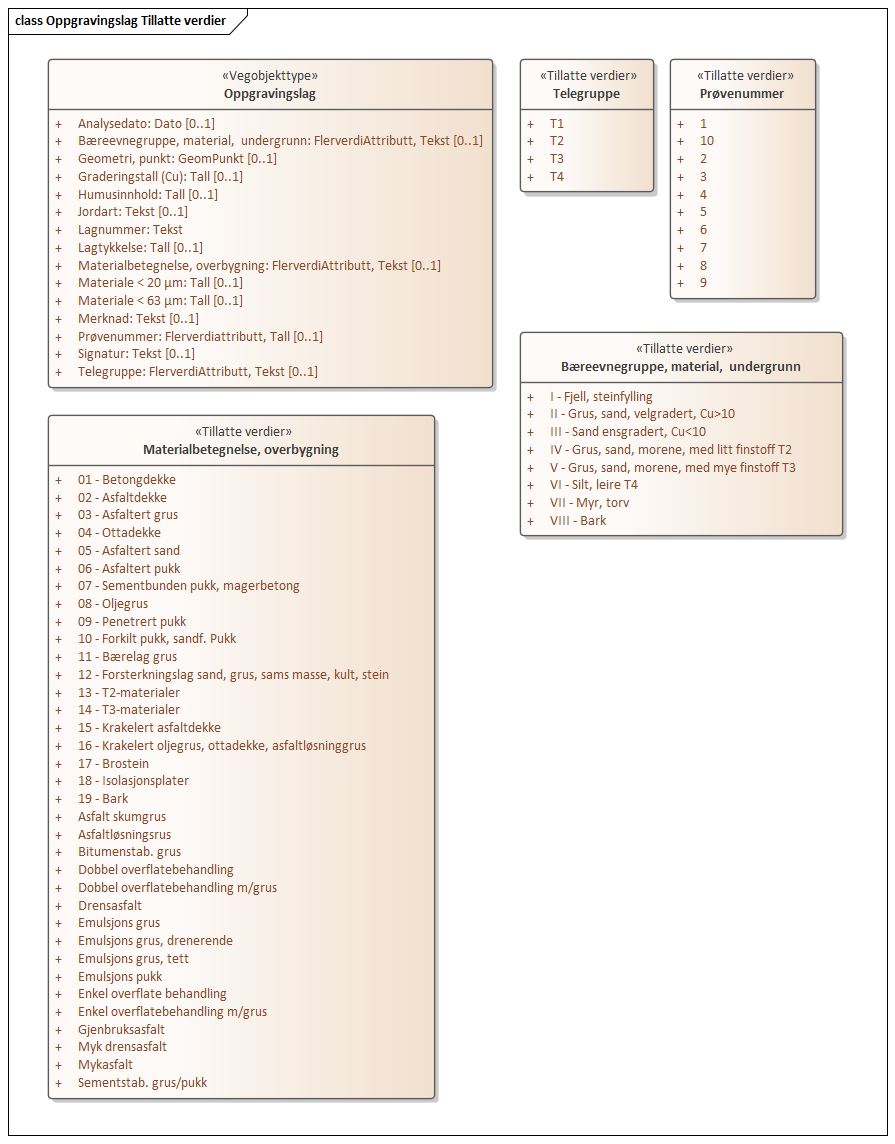 class Oppgravingslag Tillatte verdier
«Vegobjekttype»
Oppgravingslag
+ Analysedato: Dato [0..1]
+ Bæreevnegruppe, material,  undergrunn: FlerverdiAttributt, Tekst [0..1]
+ Geometri, punkt: GeomPunkt [0..1]
+ Graderingstall (Cu): Tall [0..1]
+ Humusinnhold: Tall [0..1]
+ Jordart: Tekst [0..1]
+ Lagnummer: Tekst
+ Lagtykkelse: Tall [0..1]
+ Materialbetegnelse, overbygning: FlerverdiAttributt, Tekst [0..1]
+ Materiale < 20 µm: Tall [0..1]
+ Materiale < 63 µm: Tall [0..1]
+ Merknad: Tekst [0..1]
+ Prøvenummer: Flerverdiattributt, Tall [0..1]
+ Signatur: Tekst [0..1]
+ Telegruppe: FlerverdiAttributt, Tekst [0..1]
«Tillatte verdier»
Telegruppe
+ T1
+ T2
+ T3
+ T4
«Tillatte verdier»
Prøvenummer
+ 1
+ 10
+ 2
+ 3
+ 4
+ 5
+ 6
+ 7
+ 8
+ 9
«Tillatte verdier»
Bæreevnegruppe, material,  undergrunn
+ I - Fjell, steinfylling
+ II - Grus, sand, velgradert, Cu>10
+ III - Sand ensgradert, Cu<10
+ IV - Grus, sand, morene, med litt finstoff T2
+ V - Grus, sand, morene, med mye finstoff T3
+ VI - Silt, leire T4
+ VII - Myr, torv
+ VIII - Bark
«Tillatte verdier»
Materialbetegnelse, overbygning
+ 01 - Betongdekke
+ 02 - Asfaltdekke
+ 03 - Asfaltert grus
+ 04 - Ottadekke
+ 05 - Asfaltert sand
+ 06 - Asfaltert pukk
+ 07 - Sementbunden pukk, magerbetong
+ 08 - Oljegrus
+ 09 - Penetrert pukk
+ 10 - Forkilt pukk, sandf. Pukk
+ 11 - Bærelag grus
+ 12 - Forsterkningslag sand, grus, sams masse, kult, stein
+ 13 - T2-materialer
+ 14 - T3-materialer
+ 15 - Krakelert asfaltdekke
+ 16 - Krakelert oljegrus, ottadekke, asfaltløsninggrus
+ 17 - Brostein
+ 18 - Isolasjonsplater
+ 19 - Bark
+ Asfalt skumgrus
+ Asfaltløsningsrus
+ Bitumenstab. grus
+ Dobbel overflatebehandling
+ Dobbel overflatebehandling m/grus
+ Drensasfalt
+ Emulsjons grus
+ Emulsjons grus, drenerende
+ Emulsjons grus, tett
+ Emulsjons pukk
+ Enkel overflate behandling
+ Enkel overflatebehandling m/grus
+ Gjenbruksasfalt
+ Myk drensasfalt
+ Mykasfalt
+ Sementstab. grus/pukk